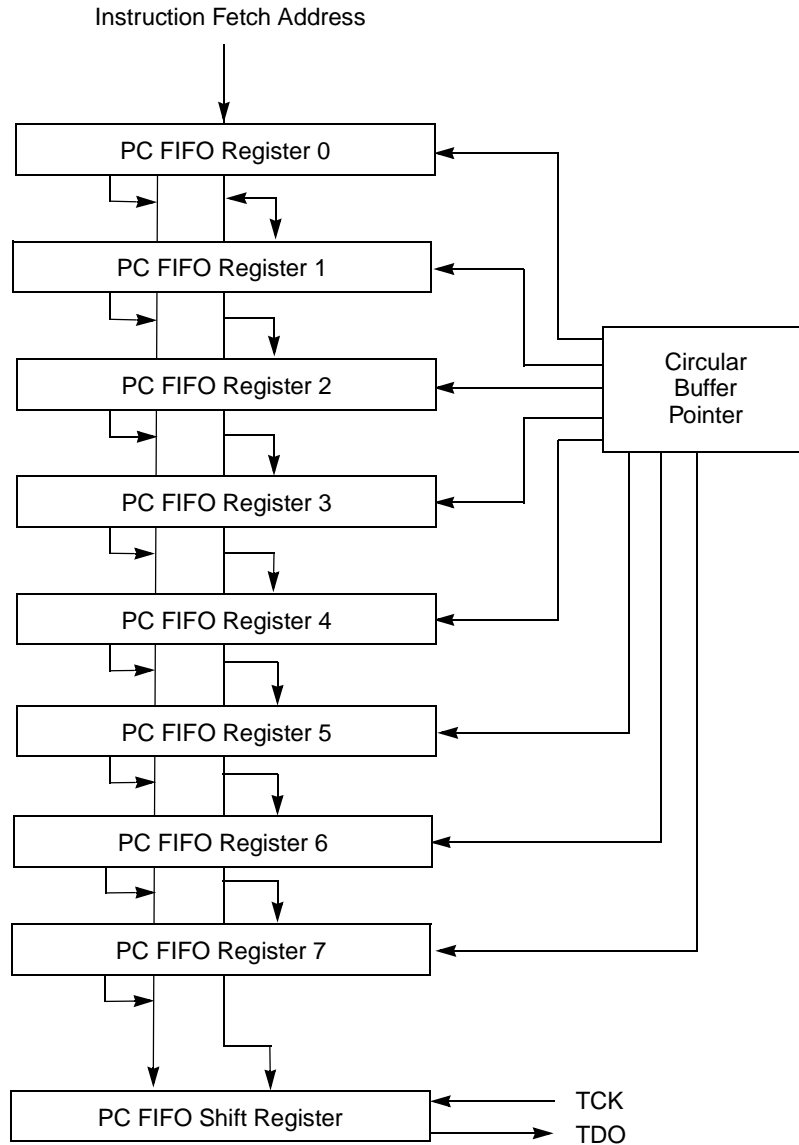 Instruction Fetch Address
PC FIFO Register 0
PC FIFO Register 1
PC FIFO Register 2
Circular
Buffer
Pointer
PC FIFO Register 3
PC FIFO Register 4
PC FIFO Register 5
PC FIFO Register 6
PC FIFO Register 7
PC FIFO Shift Register
TCK
TDO